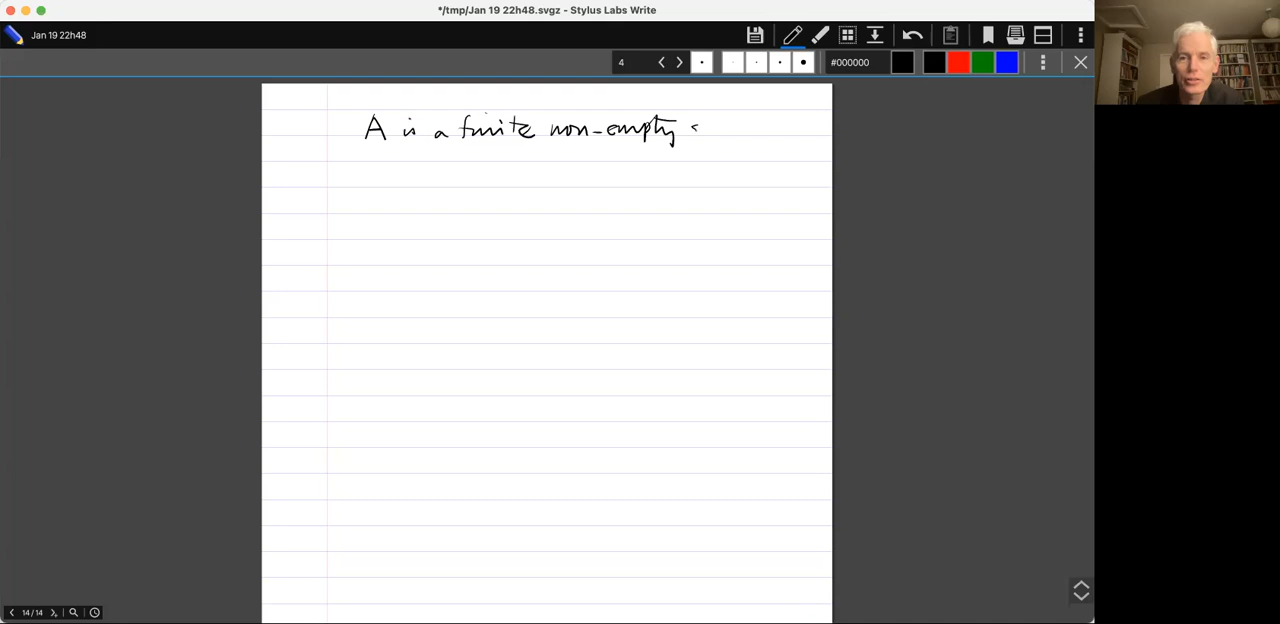 */tmp/Jan 19 22h48.svgz - Stylus Labs Write
Jan 19 22h48
4
#000000
A is a finite non-empty
14/14